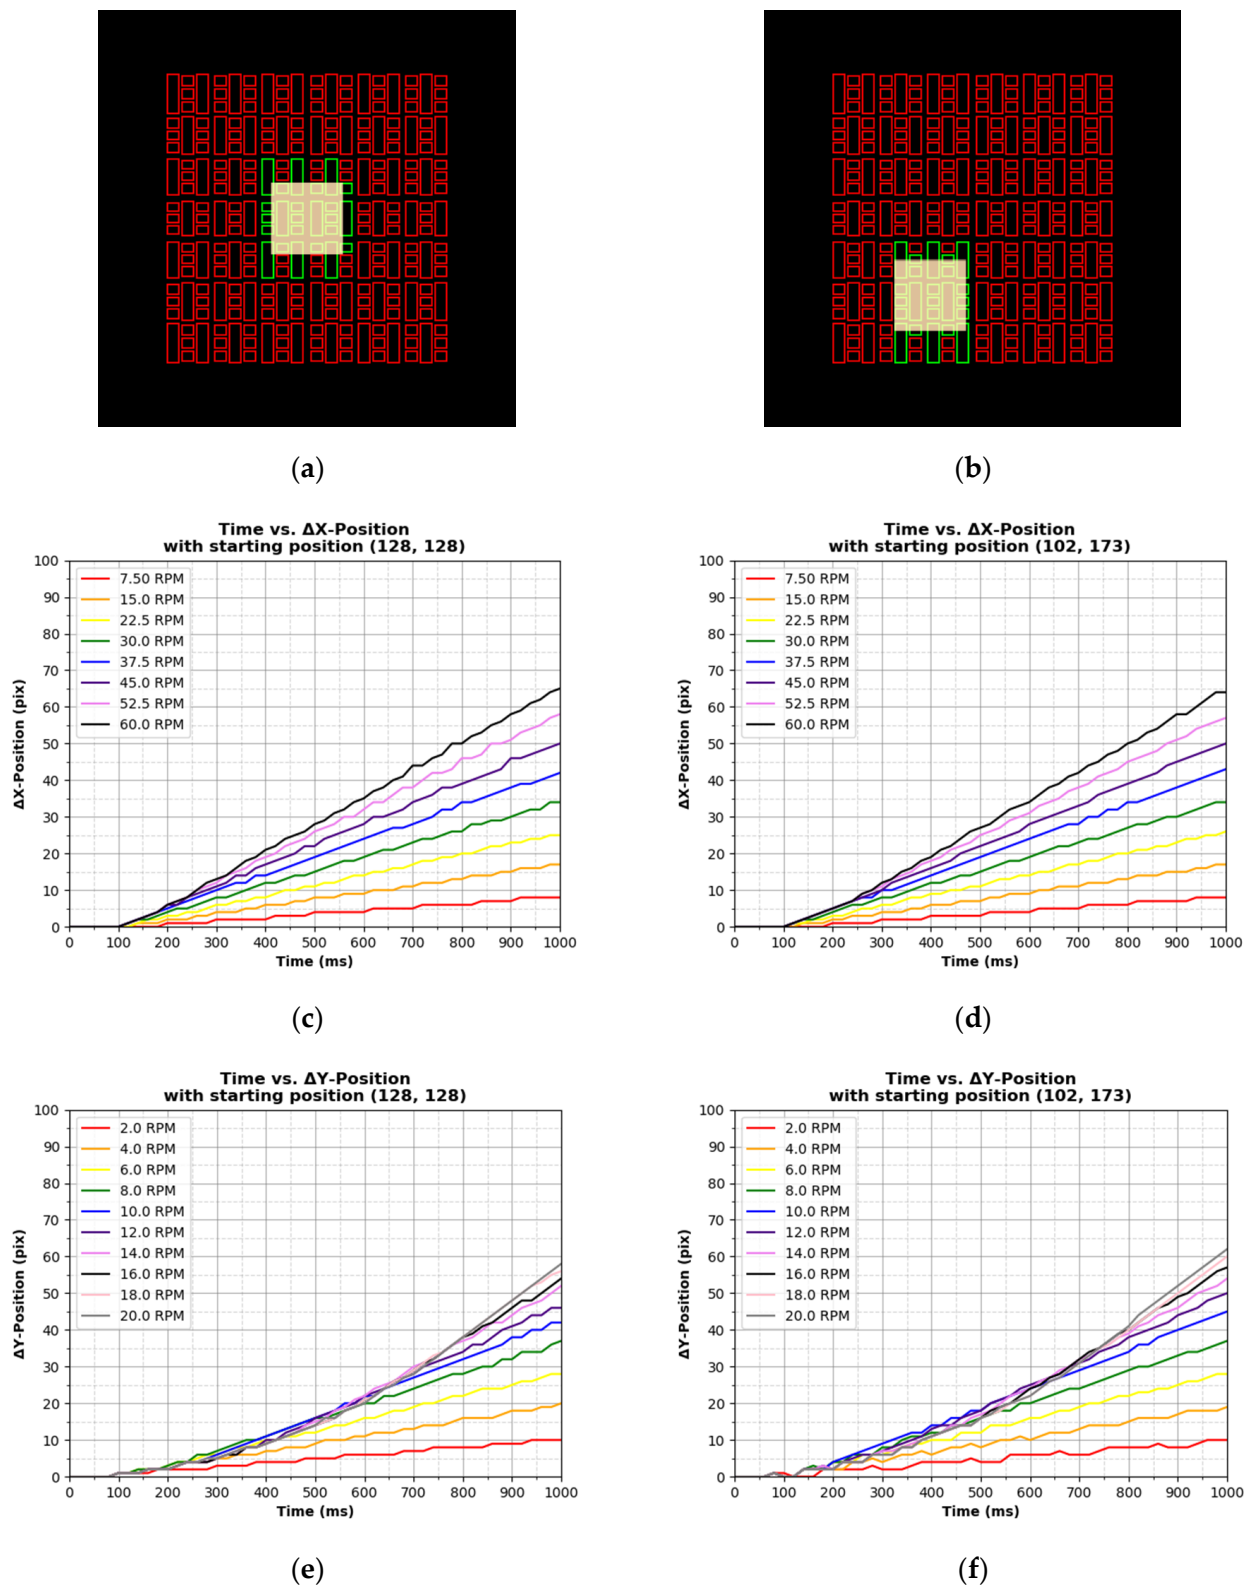 (a)
(b)
Time vs. ΔX-Position
with starting position (128, 128)
100
90
80
70
60
50
40
30
20
10
0
ΔX-Position (pix)
7.50 RPM
15.0 RPM
22.5 RPM
30.0 RPM
37.5 RPM
45.0 RPM
52.5 RPM
60.0 RPM
0 100 200 300 400 500 600 700 800 900 1000
Time (ms)
(c)
Time vs. ΔX-Position
with starting position (102, 173)
100
90
80
70
60
50
40
30
20
10
0
ΔX-Position (pix)
7.50 RPM
15.0 RPM
22.5 RPM
30.0 RPM
37.5 RPM
45.0 RPM
52.5 RPM
60.0 RPM
0 100 200 300 400 500 600 700 800 900 1000
Time (ms)
(d)
Time vs. ΔY-Position
with starting position (128, 128)
100
90
80
70
60
50
40
30
20
10
0
ΔY-Position (pix)
2.0 RPM
4.0 RPM
6.0 RPM
8.0 RPM
10.0 RPM
12.0 RPM
14.0 RPM
16.0 RPM
18.0 RPM
20.0 RPM
0 100 200 300 400 500 600 700 800 900 1000
Time (ms)
(e)
Time vs. ΔY-Position
with starting position (102, 173)
100
90
80
70
60
50
40
30
20
10
0
ΔY-Position (pix)
2.0 RPM
4.0 RPM
6.0 RPM
8.0 RPM
10.0 RPM
12.0 RPM
14.0 RPM
16.0 RPM
18.0 RPM
20.0 RPM
0 100 200 300 400 500 600 700 800 900 1000
Time (ms)
(f)